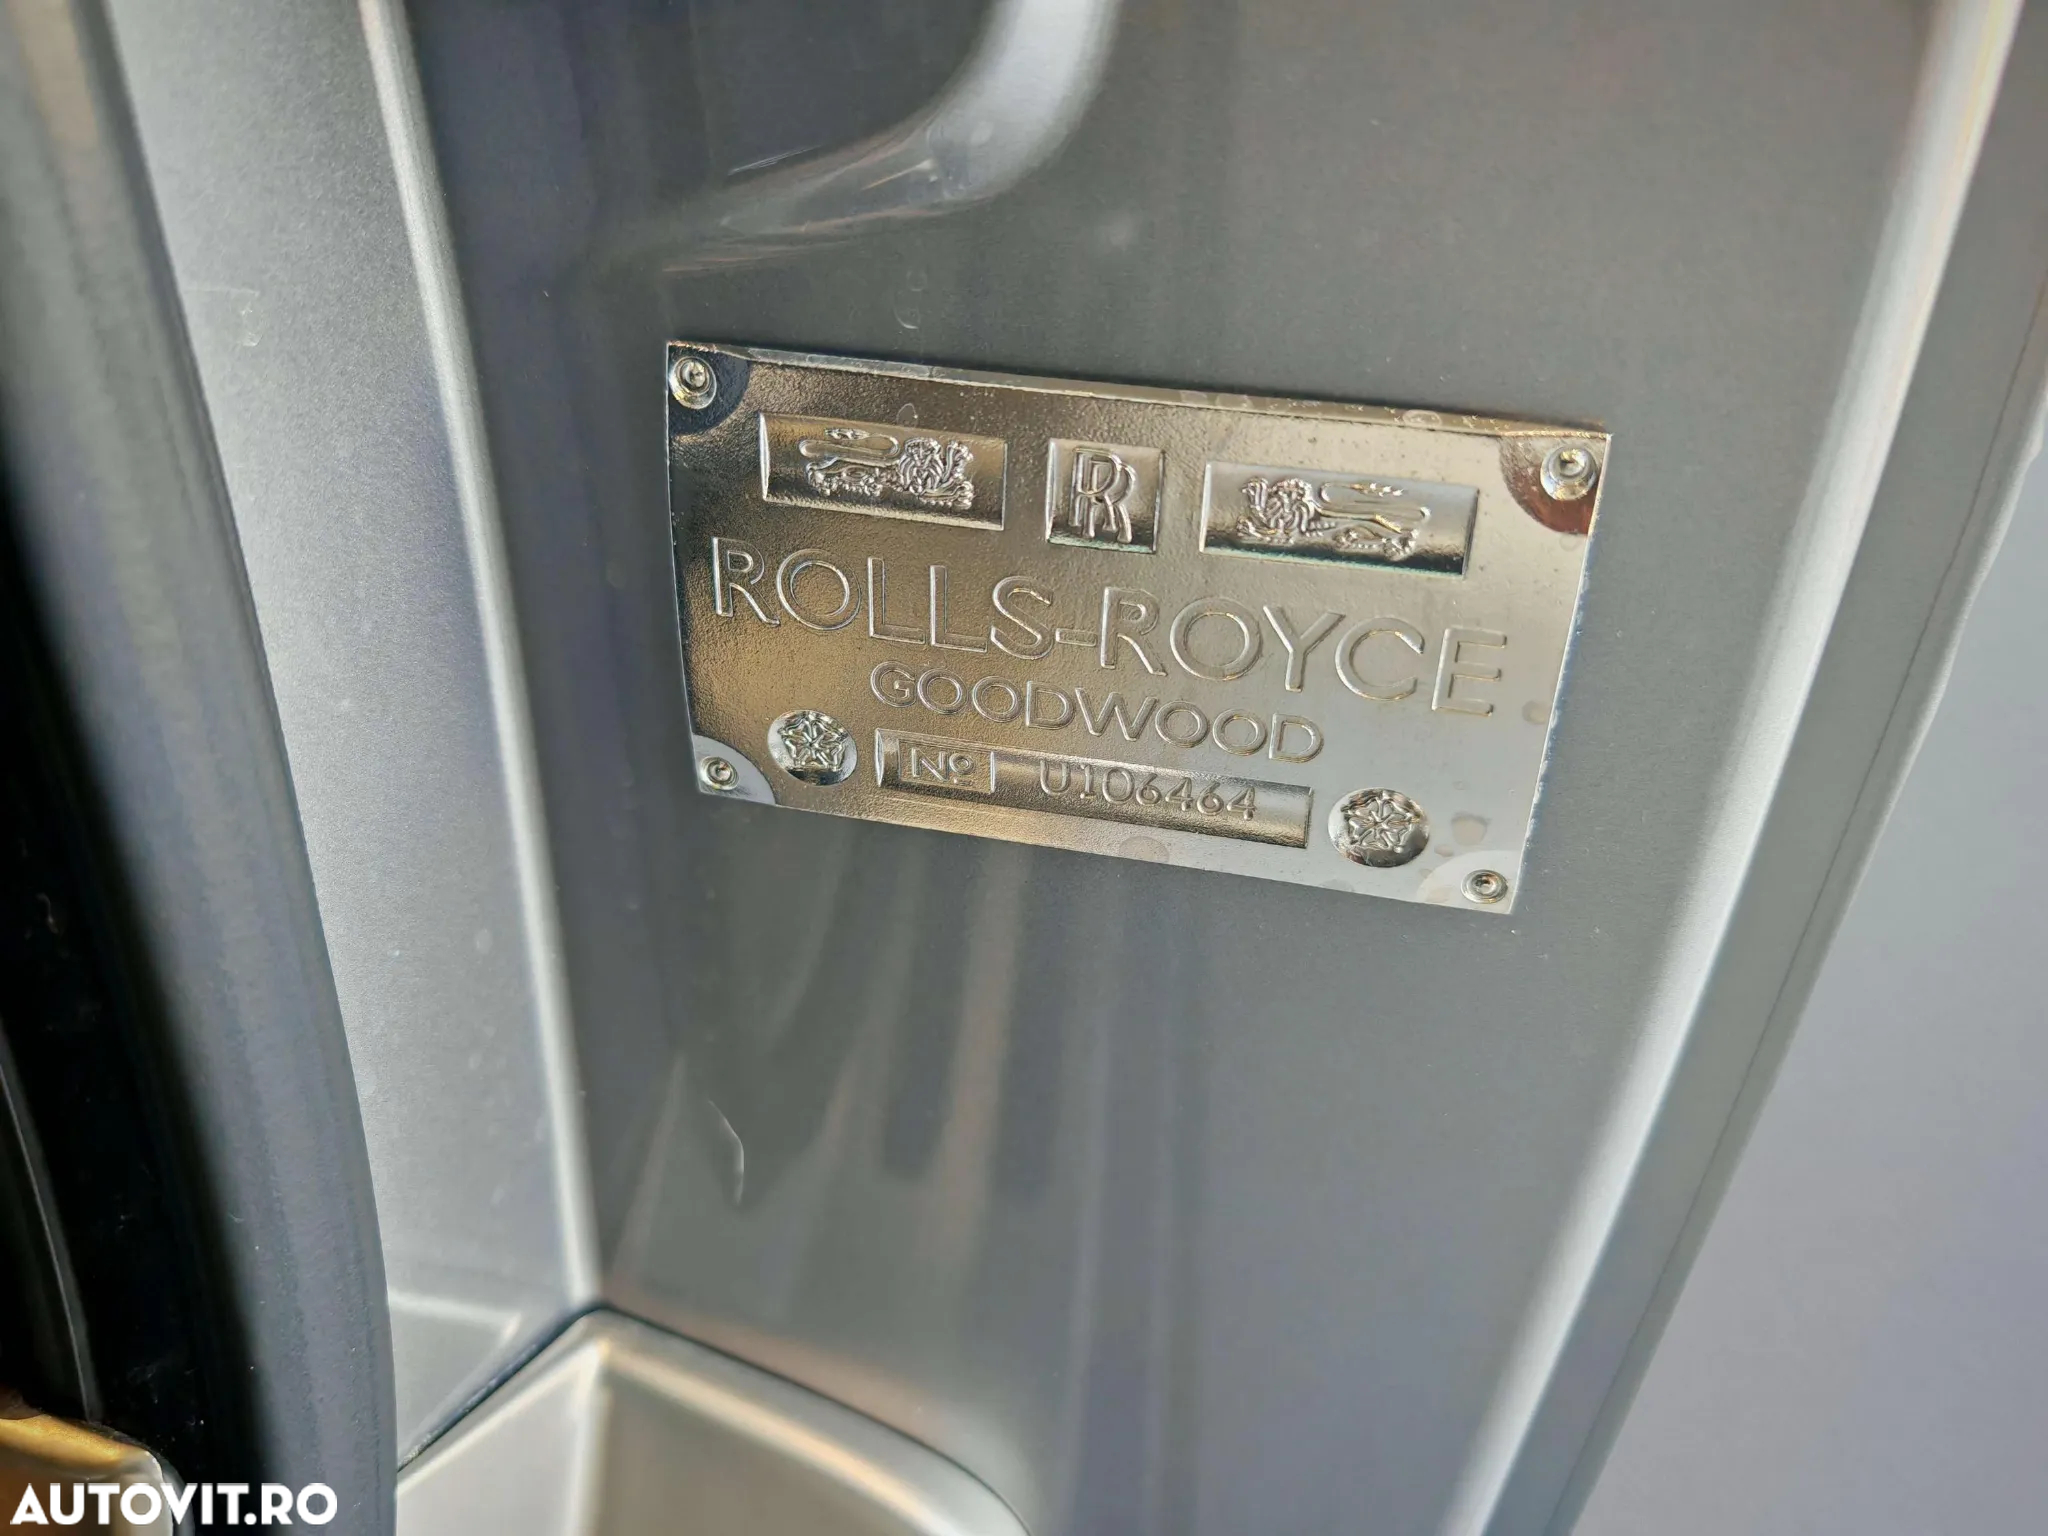 RR
ROLLS-ROYCE
GOODWOOD
Nº U106464
AUTOVIT.RO